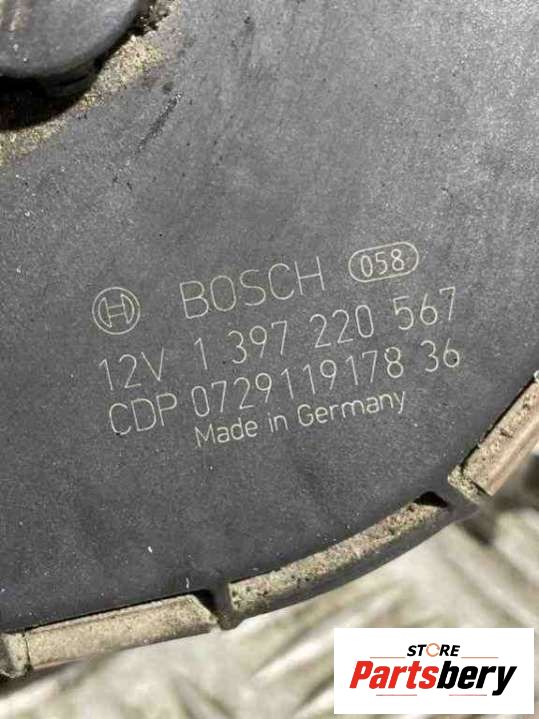 BOSCH 058
12V 1 397 220 567
CDP 0729119178 36
Made in Germany
STORE
Partsbery